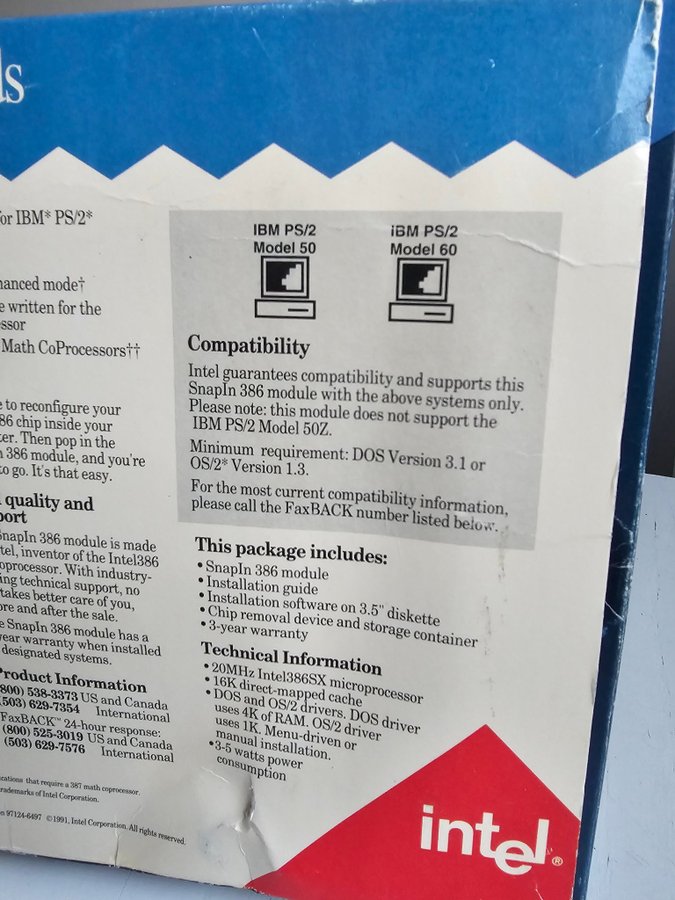 ls
for IBM* PS/2*
hanced mode†
e written for the
ssor
Math CoProcessors††
e to reconfigure your
86 chip inside your
er. Then pop in the
n 386 module, and you're
to go. It's that easy.
quality and
port
SnapIn 386 module is made
tel, inventor of the Intel386
oprocessor. With industry-
ing technical support, no
takes better care of you,
ore and after the sale.
e SnapIn 386 module has a
year warranty when installed
designated systems.
Product Information
(800) 538-3373 US and Canada
(503) 629-7354 International
FaxBACK™ 24-hour response:
(800) 525-3019 US and Canada
(503) 629-7576 International
cations that require a 387 math coprocessor.
trademarks of Intel Corporation.
on 97124-6497 ©1991, Intel Corporation. All rights reserved.
IBM PS/2
Model 50
IBM PS/2
Model 60
Compatibility
Intel guarantees compatibility and supports this
SnapIn 386 module with the above systems only.
Please note: this module does not support the
IBM PS/2 Model 50Z.
Minimum requirement: DOS Version 3.1 or
OS/2* Version 1.3.
For the most current compatibility information,
please call the FaxBACK number listed below.
This package includes:
• SnapIn 386 module
• Installation guide
• Installation software on 3.5" diskette
• Chip removal device and storage container
• 3-year warranty
Technical Information
• 20MHz Intel386SX microprocessor
• 16K direct-mapped cache
• DOS and OS/2 drivers. DOS driver
uses 4K of RAM. OS/2 driver
uses 1K. Menu-driven or
manual installation.
• 3-5 watts power
consumption
intel®